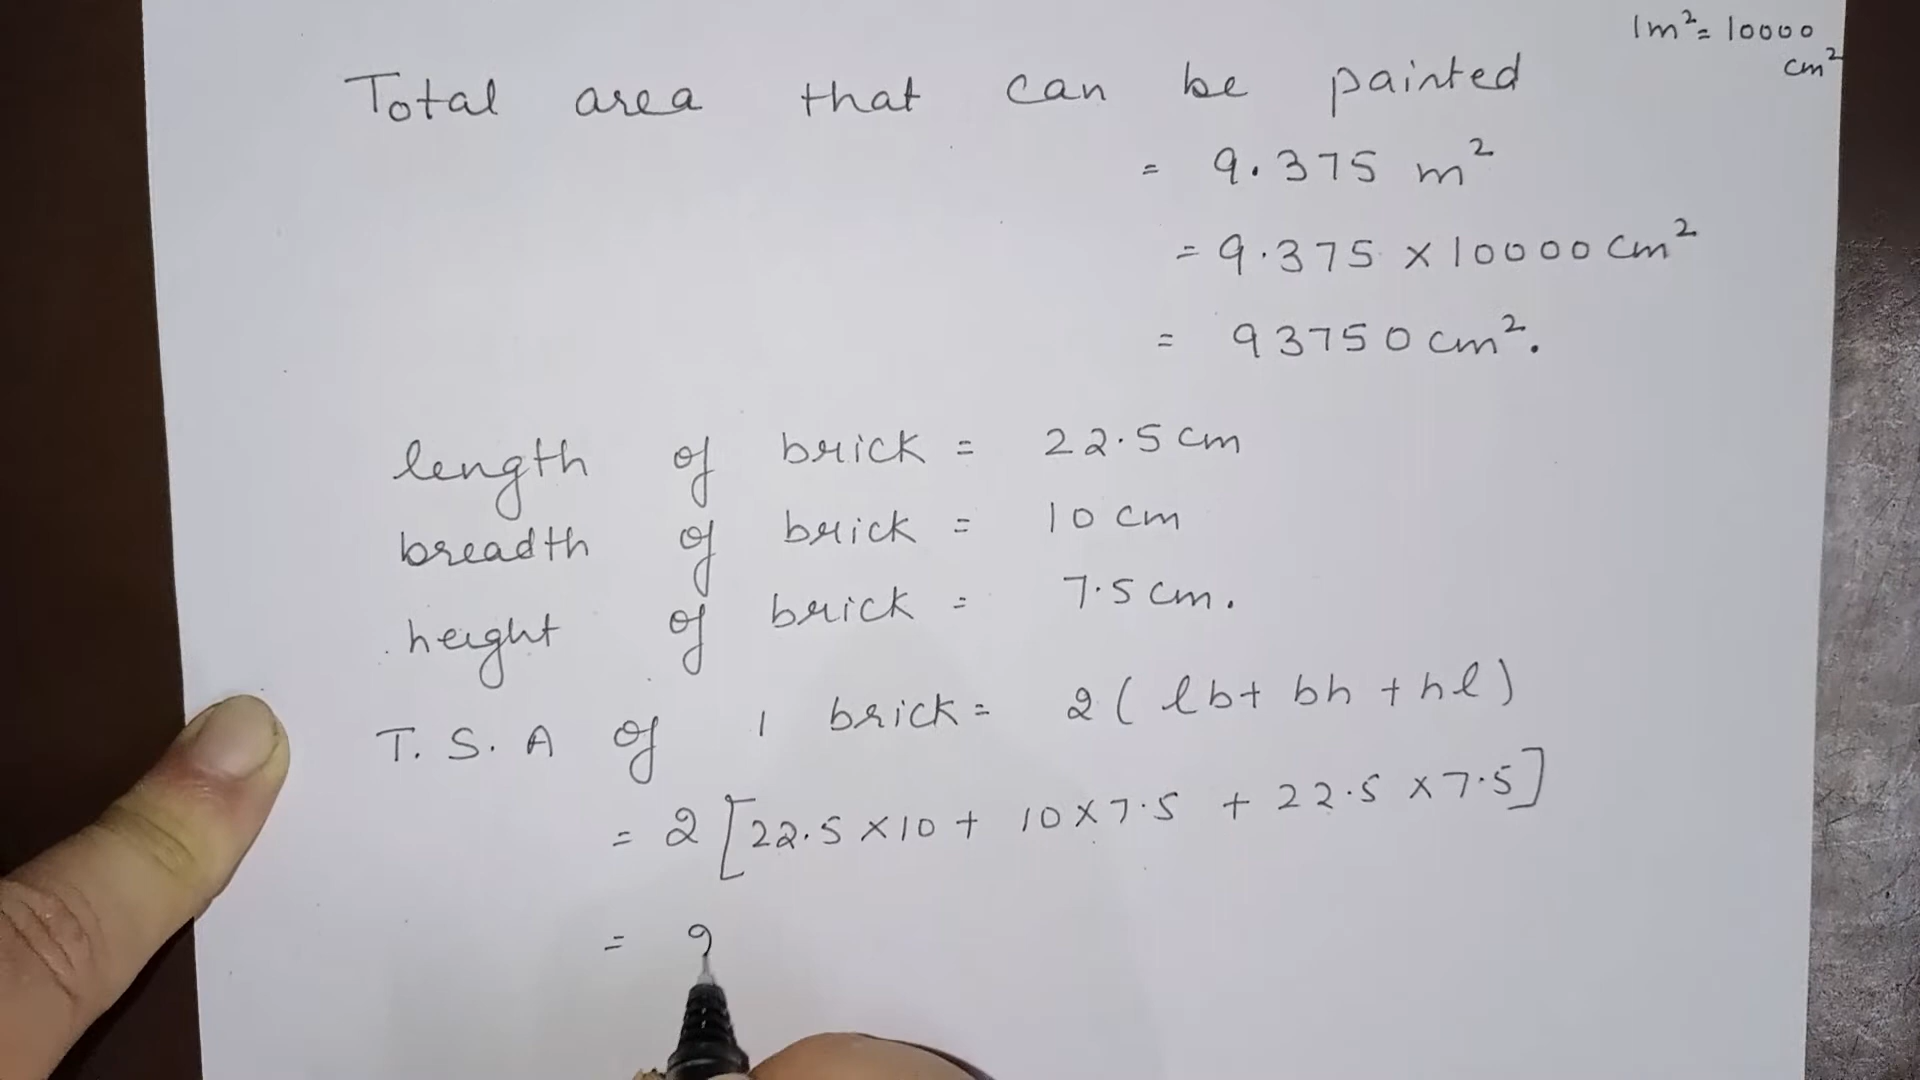 1m²= 10000
cm²
Total area that can be painted
= 9.375 m²
= 9.375 x 10000 cm²
= 93750 cm².
length of brick = 22.5 cm
breadth of brick = 10 cm
height of brick = 7.5 cm.
T. S. A of 1 brick = 2 ( lb + bh + hl )
= 2 [22.5 x 10 + 10 x 7.5 + 22.5 x 7.5]
= 9